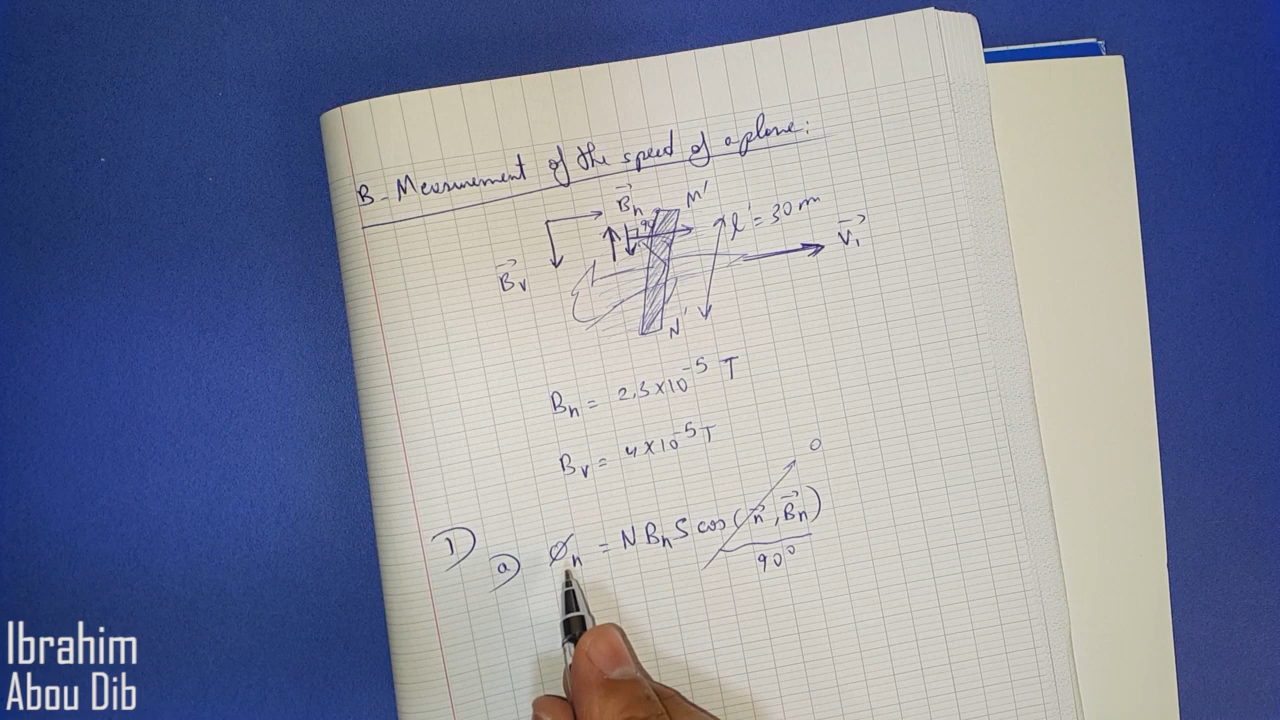 B- Measurement of the speed of a plane:
B⃗h M'
90
l' = 30 m
V⃗₁
B⃗v
N'
Bh = 2,3×10⁻⁵ T
Bv = 4×10⁻⁵ T
0
1) a) Øh = N Bh S cos(n⃗, B⃗h)
90°
Ibrahim
Abou Dib